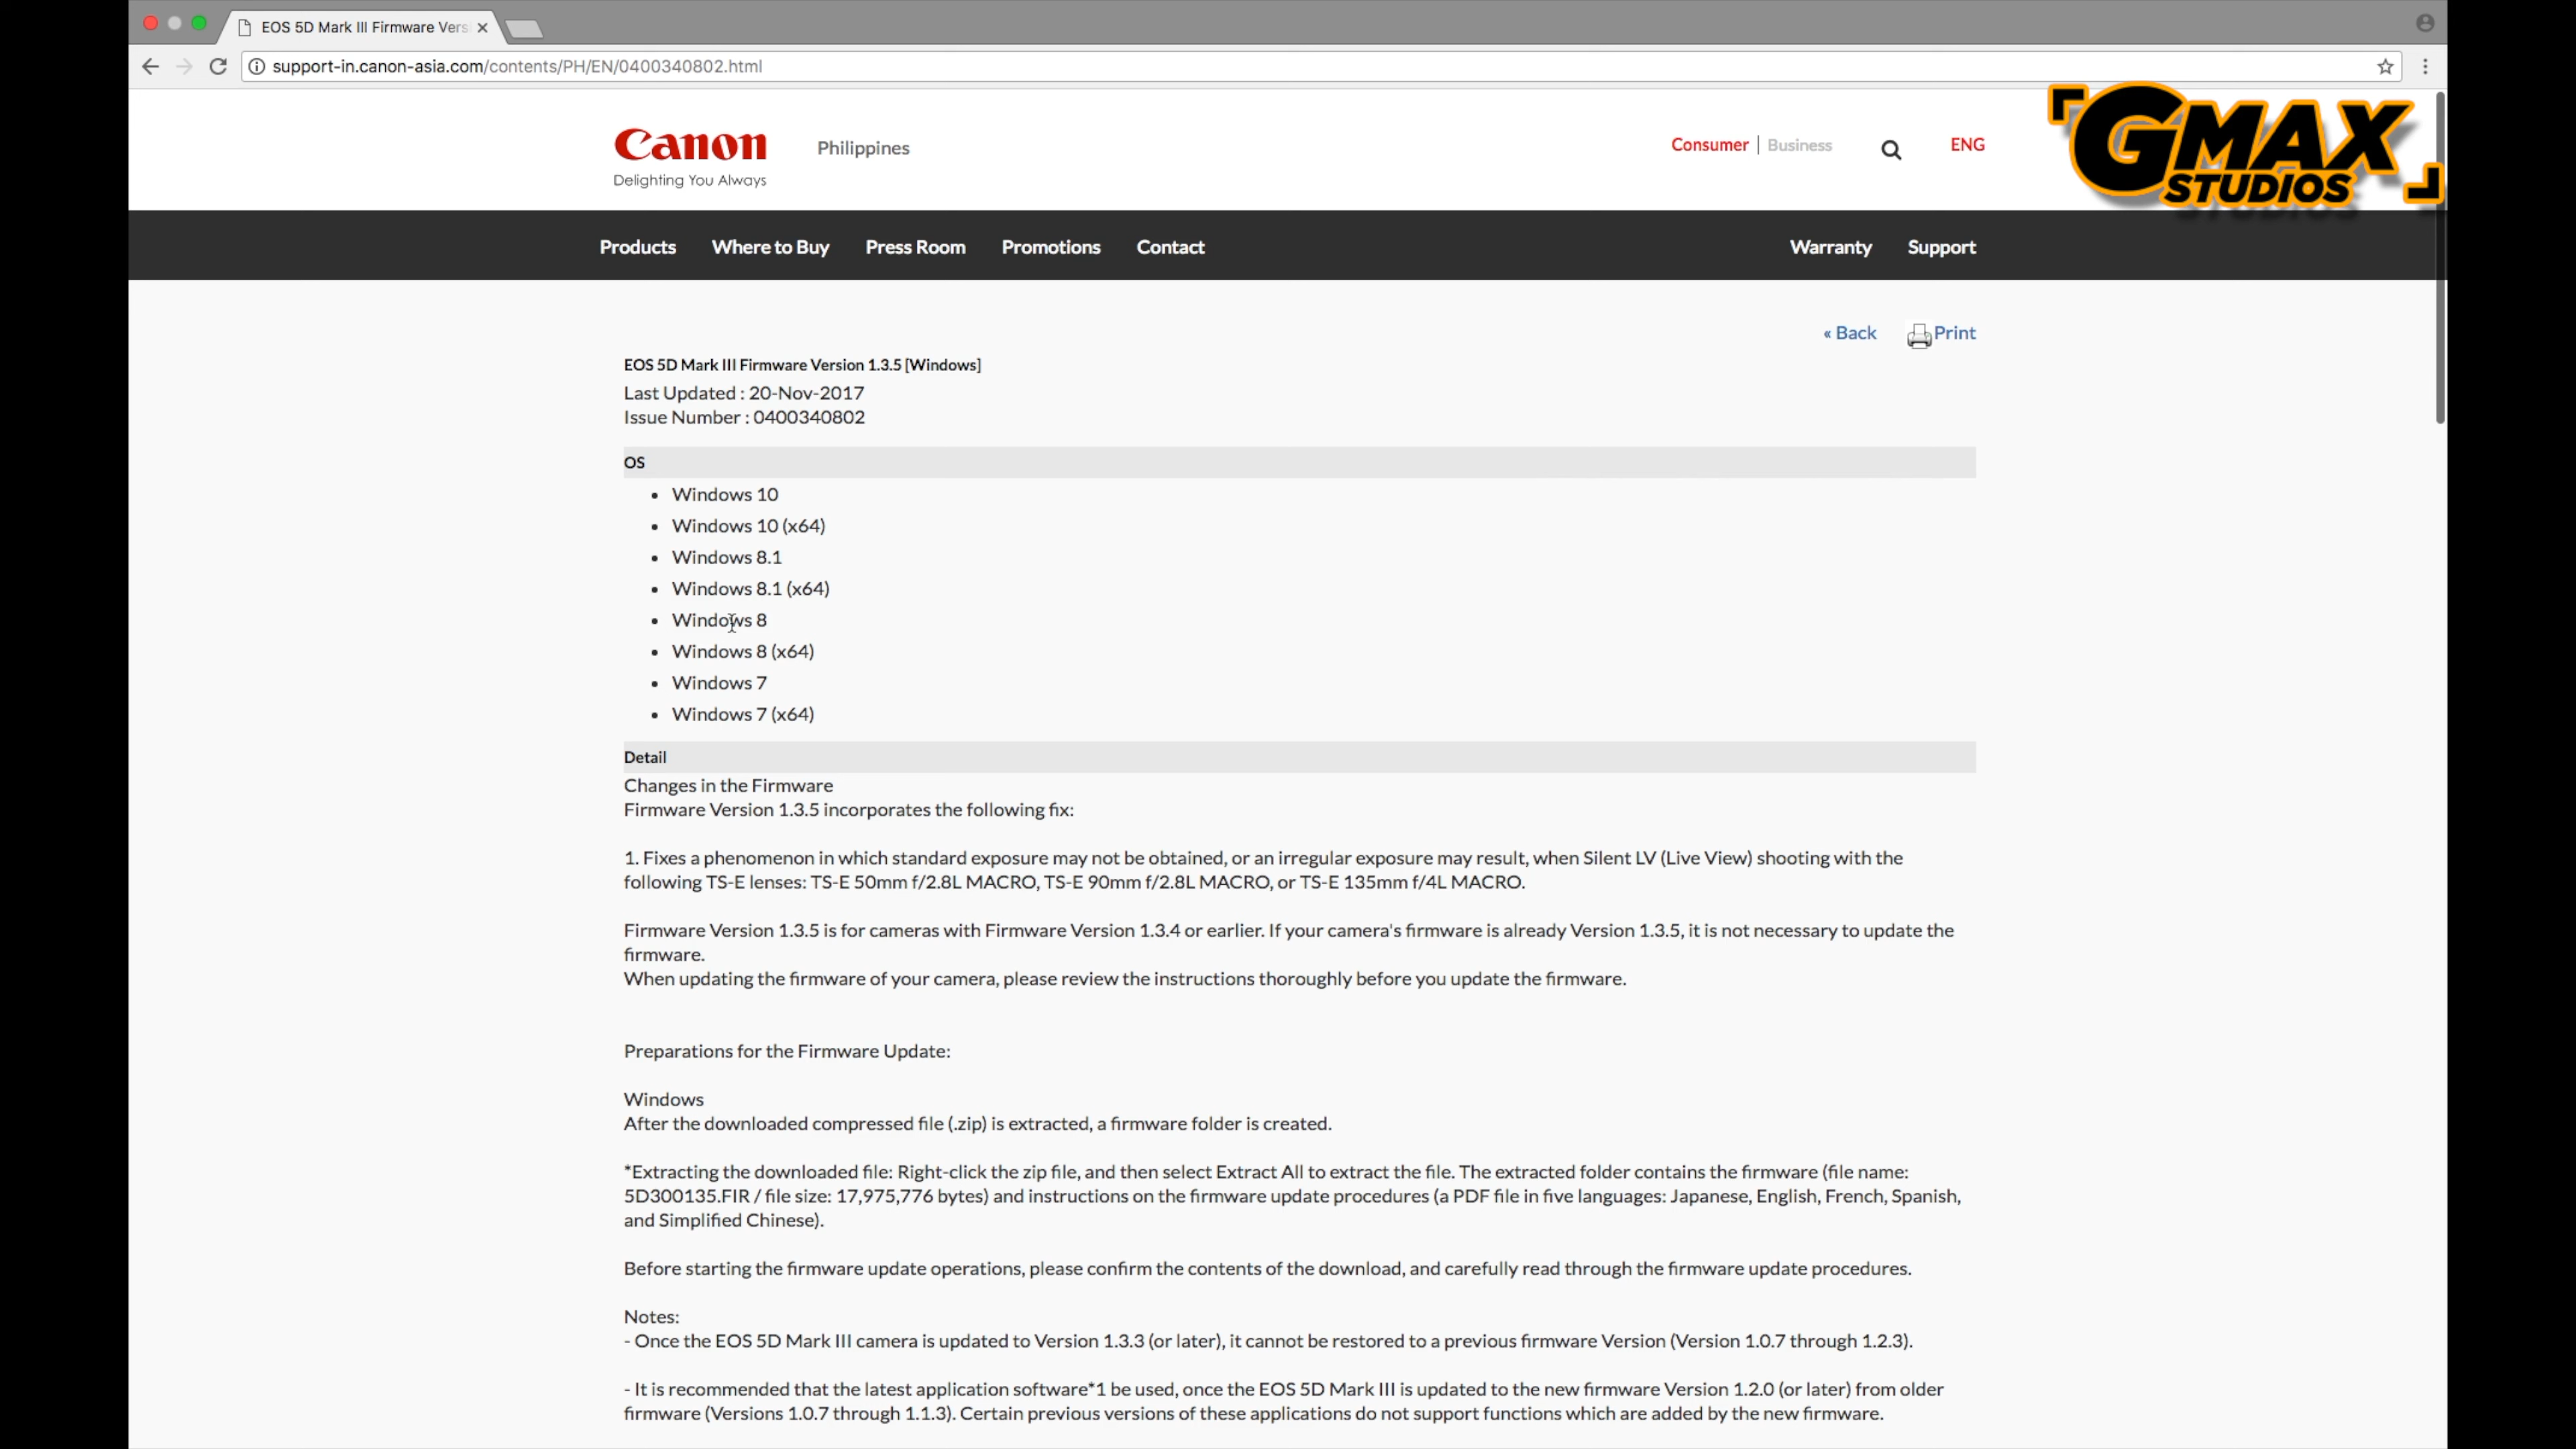 EOS 5D Mark III Firmware Vers
support-in.canon-asia.com/contents/PH/EN/0400340802.html
Canon
Delighting You Always
Philippines
Consumer | Business
ENG
GMAX
STUDIOS
Products Where to Buy Press Room Promotions Contact Warranty Support
« Back Print
EOS 5D Mark III Firmware Version 1.3.5 [Windows]
Last Updated : 20-Nov-2017
Issue Number : 0400340802
OS
• Windows 10
• Windows 10 (x64)
• Windows 8.1
• Windows 8.1 (x64)
• Windows 8
• Windows 8 (x64)
• Windows 7
• Windows 7 (x64)
Detail
Changes in the Firmware
Firmware Version 1.3.5 incorporates the following fix:
1. Fixes a phenomenon in which standard exposure may not be obtained, or an irregular exposure may result, when Silent LV (Live View) shooting with the
following TS-E lenses: TS-E 50mm f/2.8L MACRO, TS-E 90mm f/2.8L MACRO, or TS-E 135mm f/4L MACRO.
Firmware Version 1.3.5 is for cameras with Firmware Version 1.3.4 or earlier. If your camera's firmware is already Version 1.3.5, it is not necessary to update the
firmware.
When updating the firmware of your camera, please review the instructions thoroughly before you update the firmware.
Preparations for the Firmware Update:
Windows
After the downloaded compressed file (.zip) is extracted, a firmware folder is created.
*Extracting the downloaded file: Right-click the zip file, and then select Extract All to extract the file. The extracted folder contains the firmware (file name:
5D300135.FIR / file size: 17,975,776 bytes) and instructions on the firmware update procedures (a PDF file in five languages: Japanese, English, French, Spanish,
and Simplified Chinese).
Before starting the firmware update operations, please confirm the contents of the download, and carefully read through the firmware update procedures.
Notes:
- Once the EOS 5D Mark III camera is updated to Version 1.3.3 (or later), it cannot be restored to a previous firmware Version (Version 1.0.7 through 1.2.3).
- It is recommended that the latest application software*1 be used, once the EOS 5D Mark III is updated to the new firmware Version 1.2.0 (or later) from older
firmware (Versions 1.0.7 through 1.1.3). Certain previous versions of these applications do not support functions which are added by the new firmware.